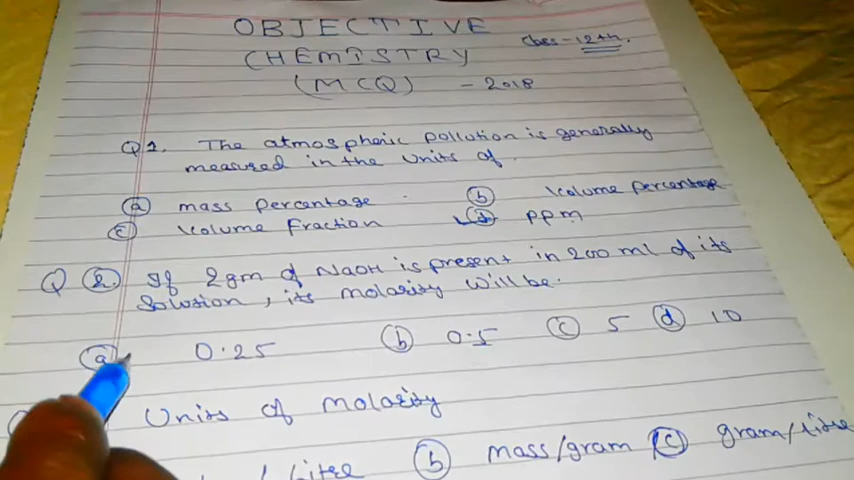 OBJECTIVE
CHEMISTRY
Class - 12th.
(MCQ) - 2018
Q 1. The atmospheric pollution is generally
measured in the units of.
(a) mass percentage (b) Volume percentage
(c) Volume fraction (d) ppm
Q (2.) If 2gm of NaOH is present in 200 ml of its
Solution, its molarity will be.
(a) 0.25 (b) 0.5 (c) 5 (d) 10
Units of molarity
/ Litre (b) mass/gram (c) gram/litre